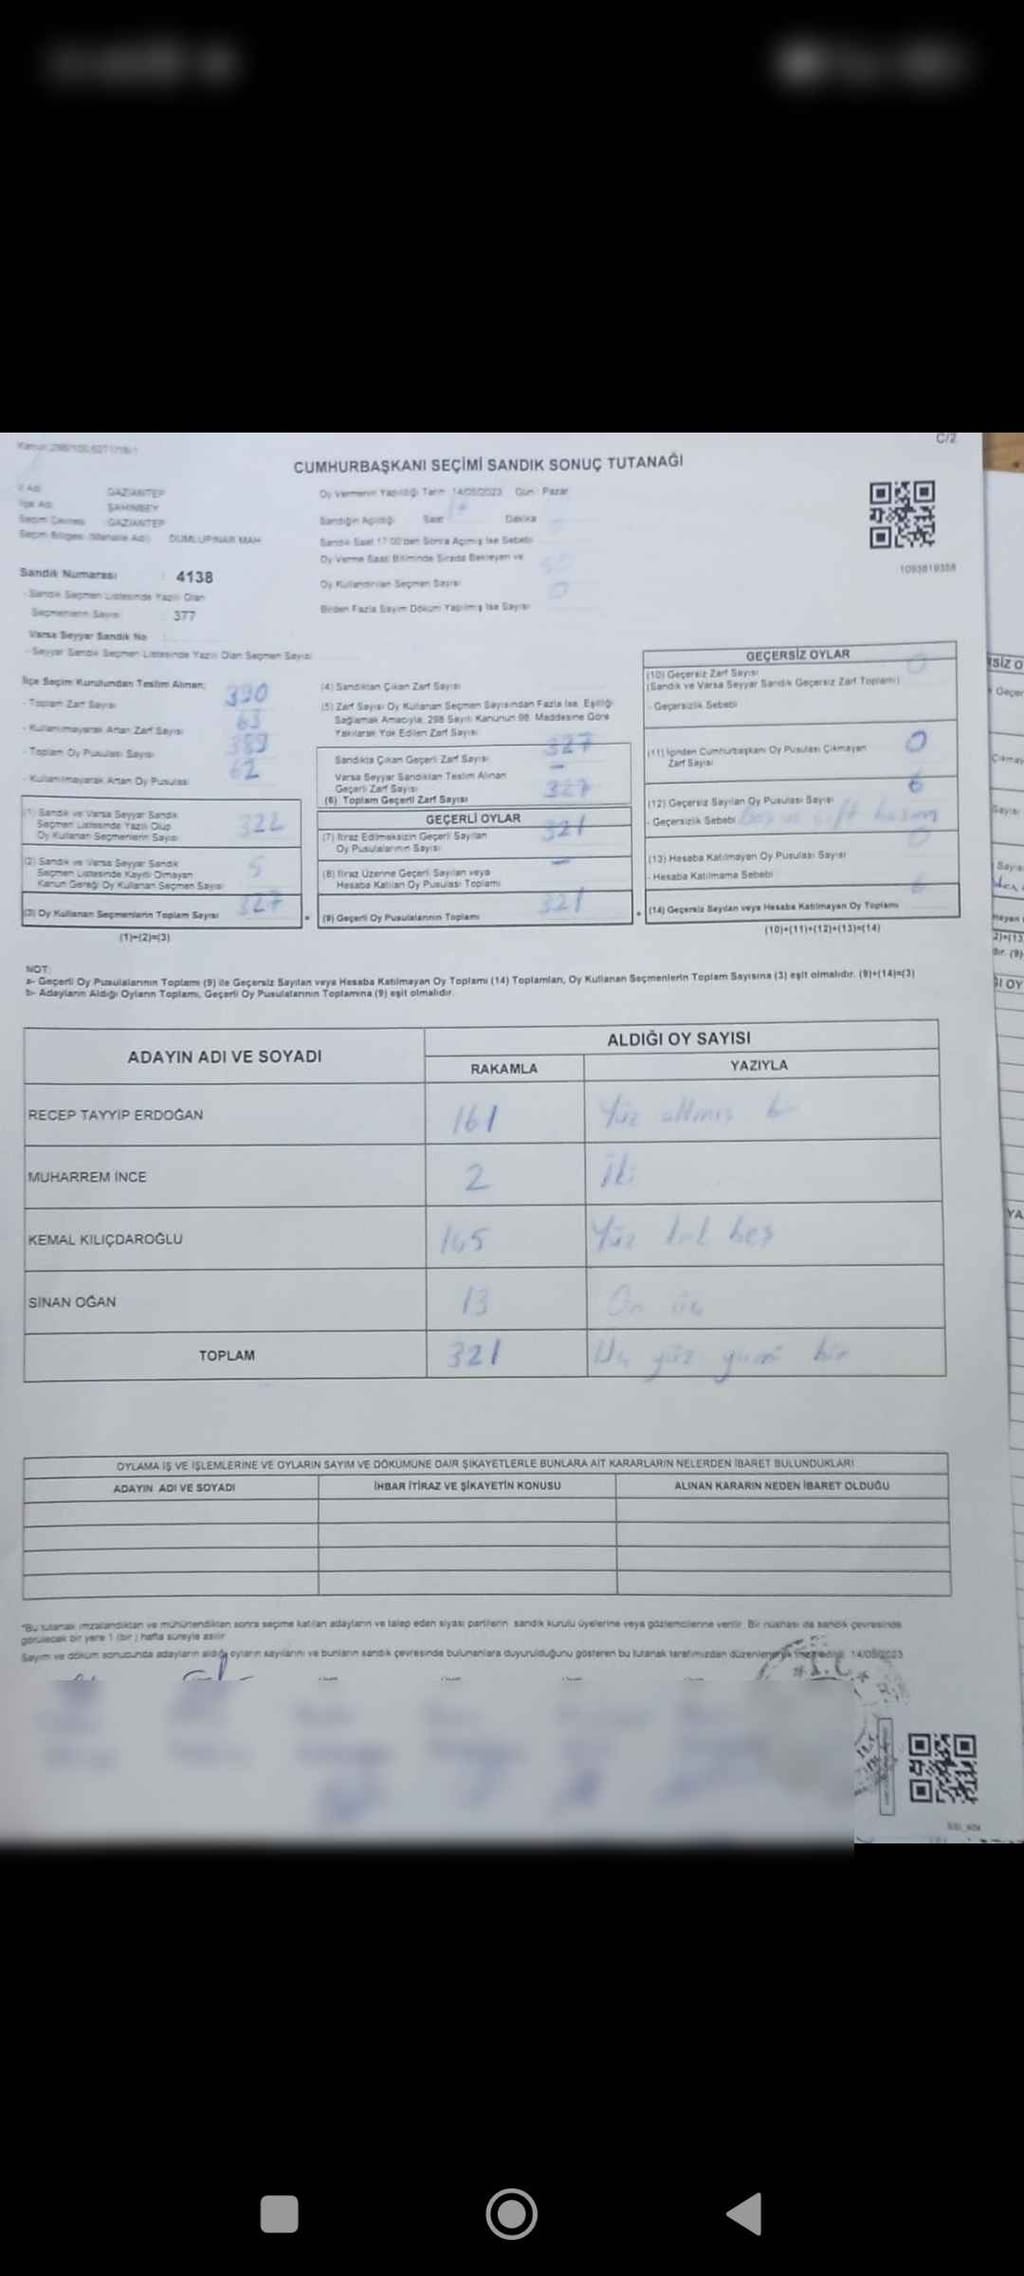 C/2
CUMHURBAŞKANI SEÇİMİ SANDIK SONUÇ TUTANAĞI
İl Adı GAZİANTEP
İlçe Adı ŞAHİNBEY
Seçim Çevresi GAZİANTEP
Seçim Bölgesi (Mahalle Adı) DUMLUPINAR MAH
Sandık Numarası : 4138
- Sandık Seçmen Listesinde Yazılı Olan
Seçmenlerin Sayısı : 377
Varsa Seyyar Sandık No
- Seyyar Sandık Seçmen Listesinde Yazılı Olan Seçmen Sayısı
Oy Vermenin Yapıldığı Tarih 14/05/2023 Gün Pazar
Sandığın Açıldığı Saat Dakika
Sandık Saat 17:00'den Sonra Açılmış İse Sebebi
Oy Verme Saati Bitiminde Sırada Bekleyen ve
Oy Kullandırılan Seçmen Sayısı
Birden Fazla Sayım Döküm Yapılmış İse Sayısı 0
1093819358
İlçe Seçim Kurulundan Teslim Alınan;
- Toplam Zarf Sayısı 390
- Kullanılmayarak Artan Zarf Sayısı 63
- Toplam Oy Pusulası Sayısı 389
- Kullanılmayarak Artan Oy Pusulası 62
(1) Sandık ve Varsa Seyyar Sandık
Seçmen Listesinde Yazılı Olup
Oy Kullanan Seçmenlerin Sayısı 322
(2) Sandık ve Varsa Seyyar Sandık
Seçmen Listesinde Kayıtlı Olmayan
Kanun Gereği Oy Kullanan Seçmen Sayısı 5
(3) Oy Kullanan Seçmenlerin Toplam Sayısı 327
(1)+(2)=(3)
(4) Sandıktan Çıkan Zarf Sayısı
(5) Zarf Sayısı Oy Kullanan Seçmen Sayısından Fazla İse, Eşitliği
Sağlamak Amacıyla, 298 Sayılı Kanunun 98. Maddesine Göre
Yakılarak Yok Edilen Zarf Sayısı
Sandıkta Çıkan Geçerli Zarf Sayısı 327
Varsa Seyyar Sandıktan Teslim Alınan
Geçerli Zarf Sayısı -
(6) Toplam Geçerli Zarf Sayısı 327
GEÇERLİ OYLAR
(7) İtiraz Edilmeksizin Geçerli Sayılan
Oy Pusulalarının Sayısı 321
(8) İtiraz Üzerine Geçerli Sayılan veya
Hesaba Katılan Oy Pusulası Toplamı -
(9) Geçerli Oy Pusulalarının Toplamı 321
GEÇERSİZ OYLAR
(10) Geçersiz Zarf Sayısı 0
(Sandık ve Varsa Seyyar Sandık Geçersiz Zarf Toplamı)
- Geçersizlik Sebebi
(11) İçinden Cumhurbaşkanı Oy Pusulası Çıkmayan
Zarf Sayısı 0
(12) Geçersiz Sayılan Oy Pusulası Sayısı 6
- Geçersizlik Sebebi Boş ve çift basım
(13) Hesaba Katılmayan Oy Pusulası Sayısı 0
- Hesaba Katılmama Sebebi
(14) Geçersiz Sayılan veya Hesaba Katılmayan Oy Toplamı 6
(10)+(11)+(12)+(13)=(14)
NOT:
a- Geçerli Oy Pusulalarının Toplamı (9) ile Geçersiz Sayılan veya Hesaba Katılmayan Oy Toplamı (14) Toplamları, Oy Kullanan Seçmenlerin Toplam Sayısına (3) eşit olmalıdır. (9)+(14)=(3)
b- Adayların Aldığı Oyların Toplamı, Geçerli Oy Pusulalarının Toplamına (9) eşit olmalıdır.
ADAYIN ADI VE SOYADI ALDIĞI OY SAYISI
RAKAMLA YAZIYLA
RECEP TAYYİP ERDOĞAN 161 Yüz altmış bir
MUHARREM İNCE 2 İki
KEMAL KILIÇDAROĞLU 145 Yüz kırk beş
SİNAN OĞAN 13 On üç
TOPLAM 321 Üç yüz yirmi bir
OYLAMA İŞ VE İŞLEMLERİNE VE OYLARIN SAYIM VE DÖKÜMÜNE DAİR ŞİKAYETLERLE BUNLARA AİT KARARLARIN NELERDEN İBARET BULUNDUKLARI
ADAYIN ADI VE SOYADI İHBAR İTİRAZ VE ŞİKAYETİN KONUSU ALINAN KARARIN NEDEN İBARET OLDUĞU
*Bu tutanak imzalandıktan ve mühürlendikten sonra seçime katılan adayların ve talep eden siyasi partilerin sandık kurulu üyelerine veya gözlemcilerine verilir. Bir nüshası da sandık çevresinde
görülecek bir yere 1 (bir) hafta süreyle asılır.
Sayım ve döküm sonucunda adayların aldığı oyların sayılarını ve bunların sandık çevresinde bulunanlara duyurulduğunu gösteren bu tutanak tarafımızdan düzenlenerek imza edildi. 14/05/2023